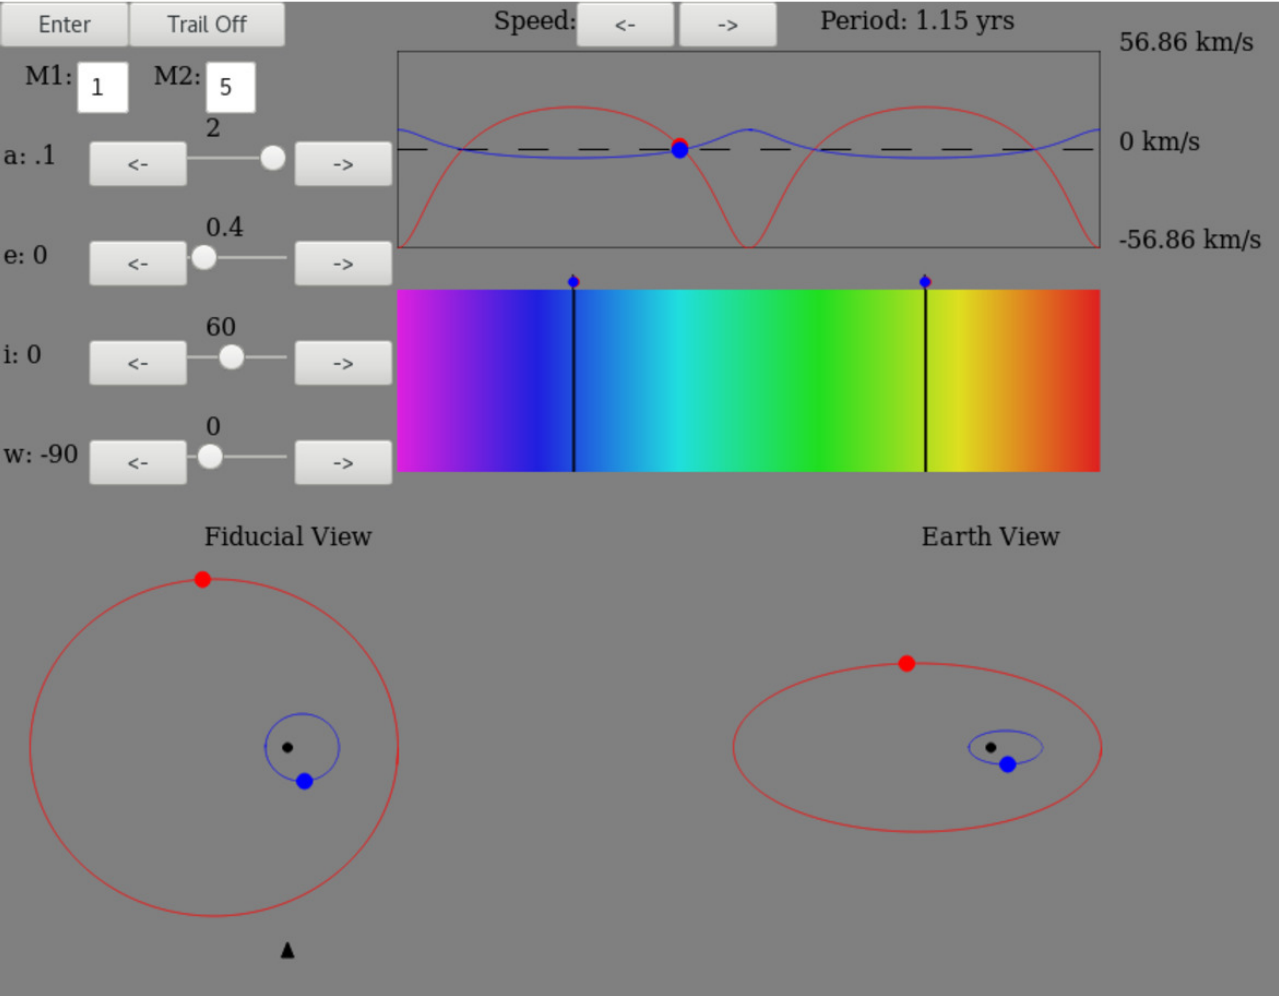 Enter Trail Off Speed: <- -> Period: 1.15 yrs
56.86 km/s
M1: 1 M2: 5
2
0 km/s
a: .1 <- ->
0.4
-56.86 km/s
e: 0 <- ->
60
i: 0 <- ->
0
w: -90 <- ->
Fiducial View Earth View